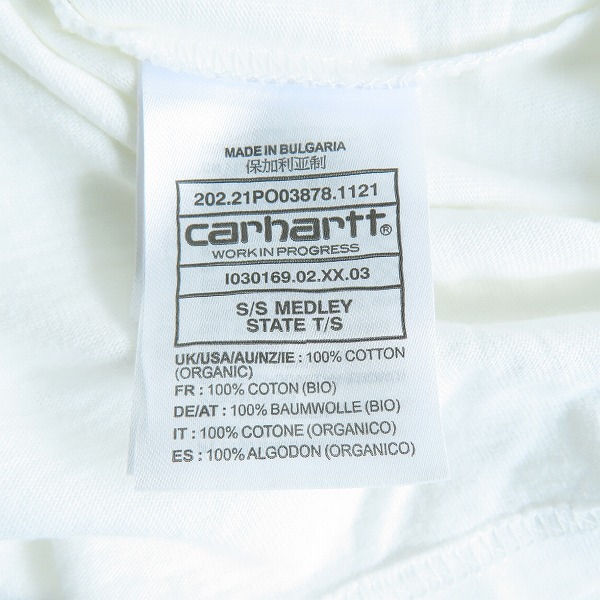 MADE IN BULGARIA
保加利亚制
202.21PO03878.1121
carhartt®
WORK IN PROGRESS
I030169.02.XX.03
S/S MEDLEY
STATE T/S
UK/USA/AU/NZ/IE : 100% COTTON
(ORGANIC)
FR : 100% COTON (BIO)
DE/AT : 100% BAUMWOLLE (BIO)
IT : 100% COTONE (ORGANICO)
ES : 100% ALGODON (ORGANICO)